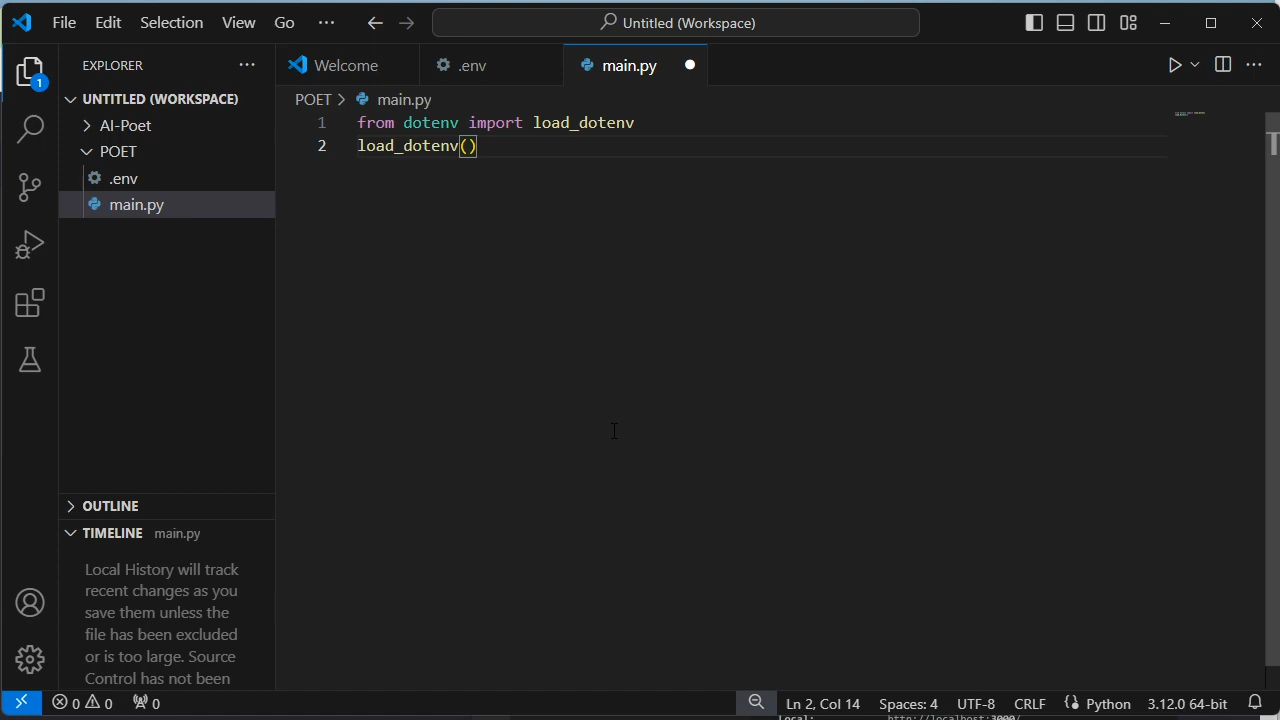 File Edit Selection View Go ··· Untitled (Workspace)
EXPLORER ··· Welcome .env main.py
UNTITLED (WORKSPACE)
POET > main.py
AI-Poet
1 from dotenv import load_dotenv
POET
2 load_dotenv()
.env
main.py
1
OUTLINE
TIMELINE main.py
Local History will track
recent changes as you
save them unless the
file has been excluded
or is too large. Source
Control has not been
0 0 0 Ln 2, Col 14 Spaces: 4 UTF-8 CRLF Python 3.12.0 64-bit